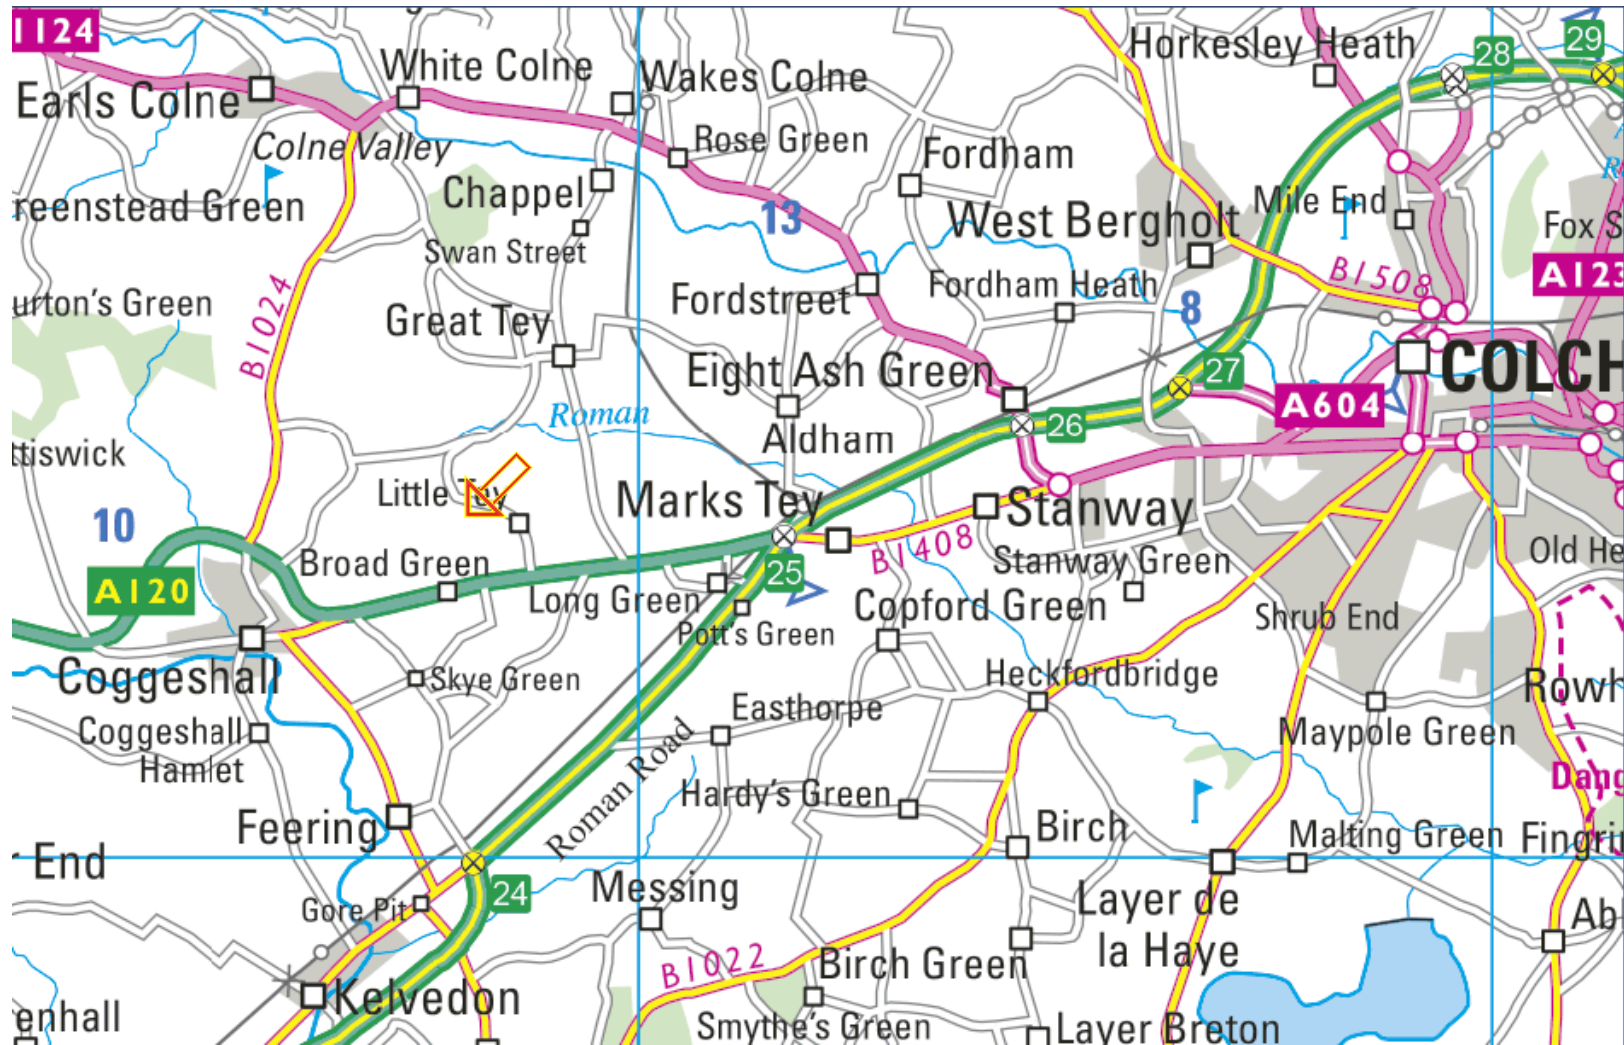 1124
White Colne
Wakes Colne
Horkesley Heath
28
29
Earls Colne
Colne Valley
Rose Green
Fordham
Chappel
reenstead Green
13
Mile End
West Bergholt
Fox S
Swan Street
B1024
B1508
A123
urton's Green
Fordstreet
Fordham Heath
8
Great Tey
Eight Ash Green
27
COLCH
A604
Roman
26
Aldham
ttiswick
Little Tey
Marks Tey
Stanway
10
B1408
Broad Green
Stanway Green
Old He
A120
25
Long Green
Copford Green
Shrub End
Pott's Green
Coggeshall
Skye Green
Heckfordbridge
Rowh
Easthorpe
Coggeshall
Hamlet
Maypole Green
Roman Road
Hardy's Green
Dang
Feering
Birch
Malting Green
Fingri
r End
24
Messing
Gore Pit
Layer de
la Haye
Ab
B1022
Birch Green
Kelvedon
enhall
Smythe's Green
Layer Breton